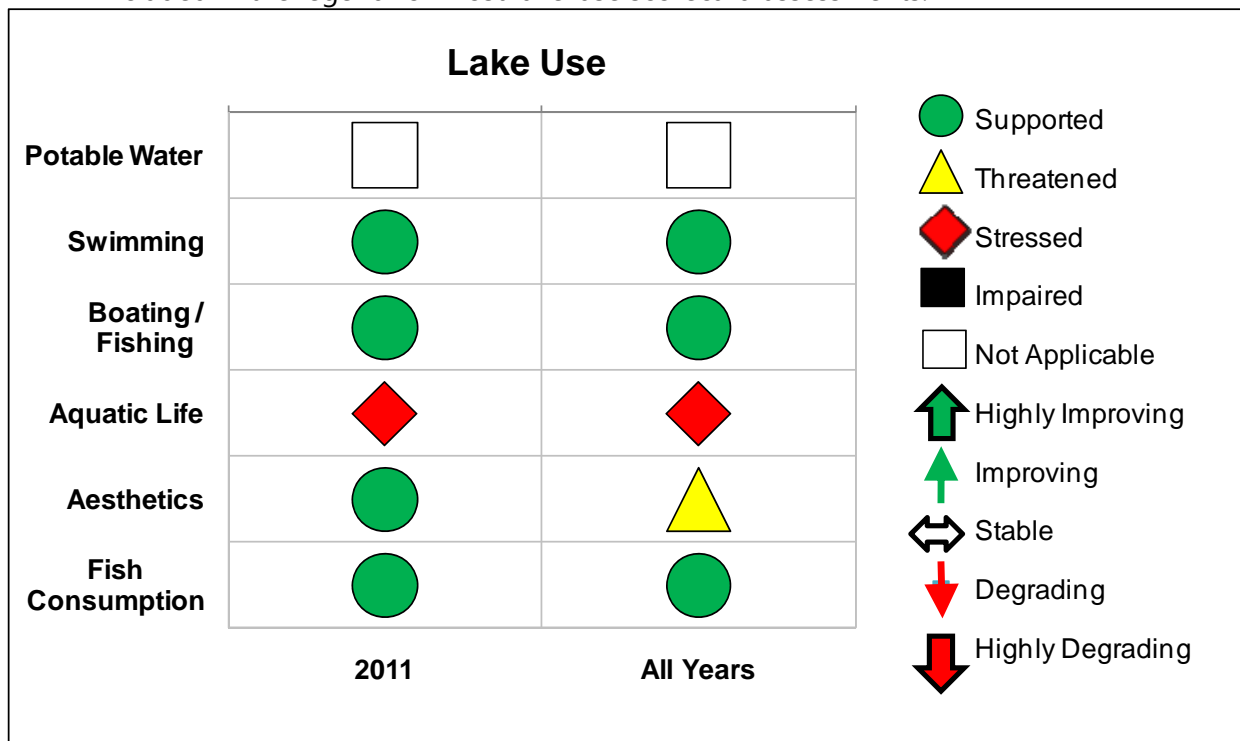 Lake Use
Potable Water
Swimming
Boating /
Fishing
Aquatic Life
Aesthetics
Fish
Consumption
2011
All Years
Supported
Threatened
Stressed
Impaired
Not Applicable
Highly Improving
Improving
Stable
Degrading
Highly Degrading